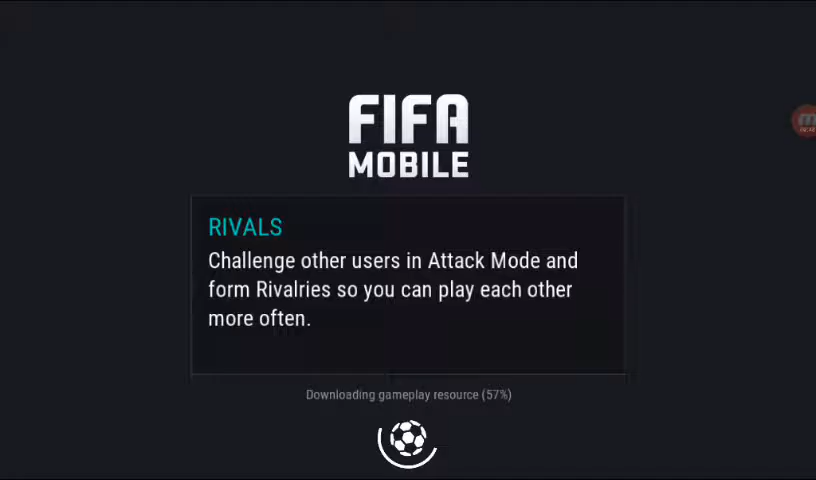 FIFA
MOBILE
RIVALS
Challenge other users in Attack Mode and
form Rivalries so you can play each other
more often.
Downloading gameplay resource (57%)